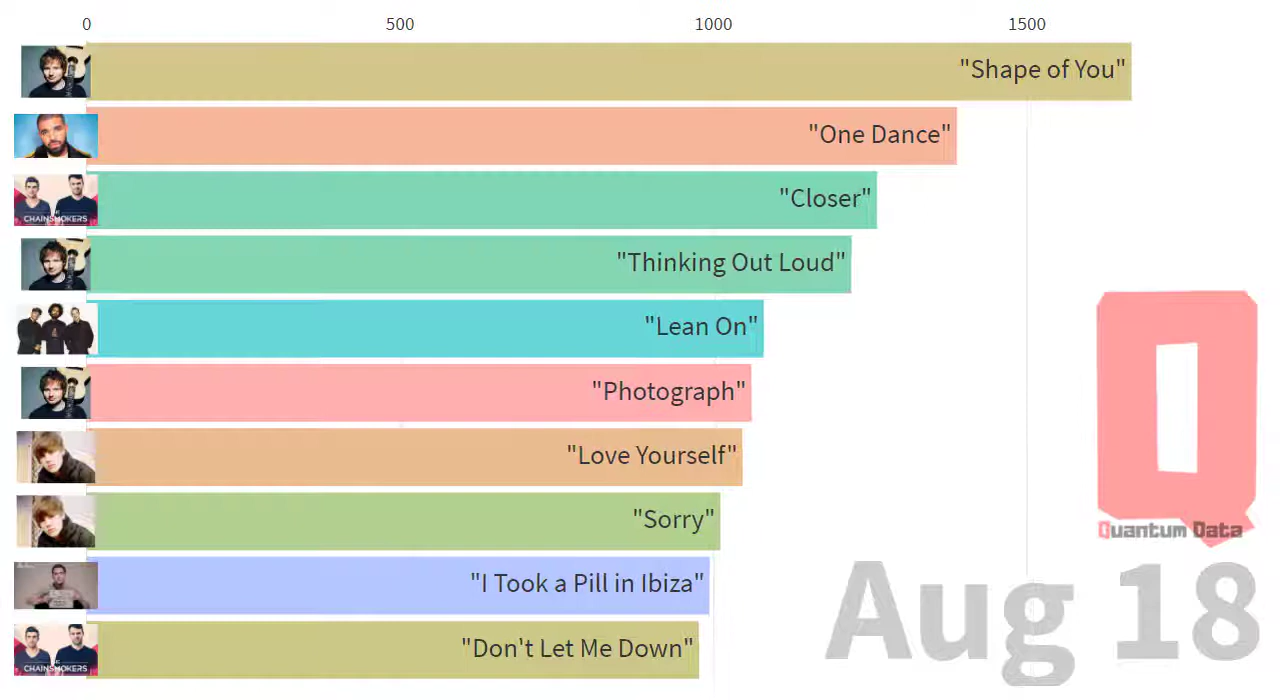 0 500 1000 1500
"Shape of You"
"One Dance"
"Closer"
CHAINSMOKERS
"Thinking Out Loud"
"Lean On"
"Photograph"
"Love Yourself"
"Sorry"
Quantum Data
"I Took a Pill in Ibiza"
Aug 18
"Don't Let Me Down"
CHAINSMOKERS